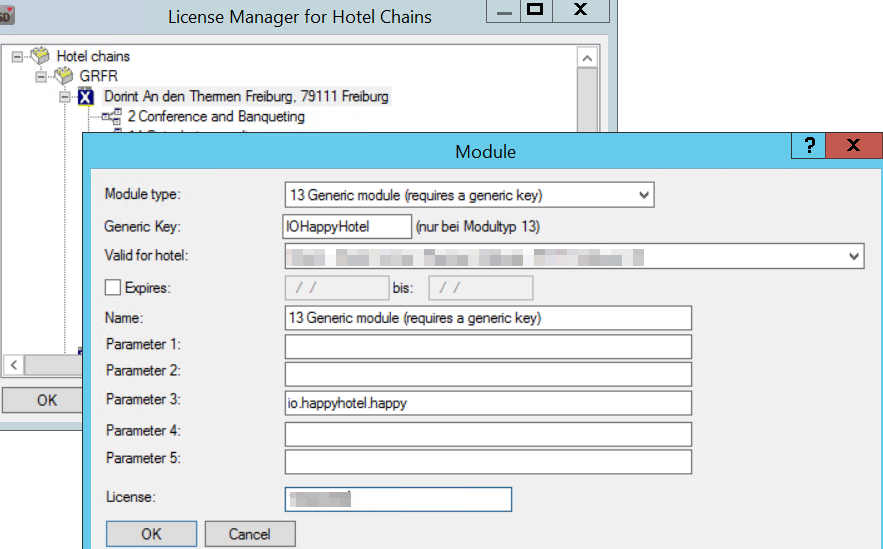 License Manager for Hotel Chains
Hotel chains
GRFR
Dorint An den Thermen Freiburg, 79111 Freiburg
2 Conference and Banqueting
Module
Module type: 13 Generic module (requires a generic key)
Generic Key: IOHappyHotel (nur bei Modultyp 13)
Valid for hotel:
Expires: / / bis: / /
Name: 13 Generic module (requires a generic key)
Parameter 1:
Parameter 2:
Parameter 3: io.happyhotel.happy
Parameter 4:
Parameter 5:
License:
OK Cancel
OK